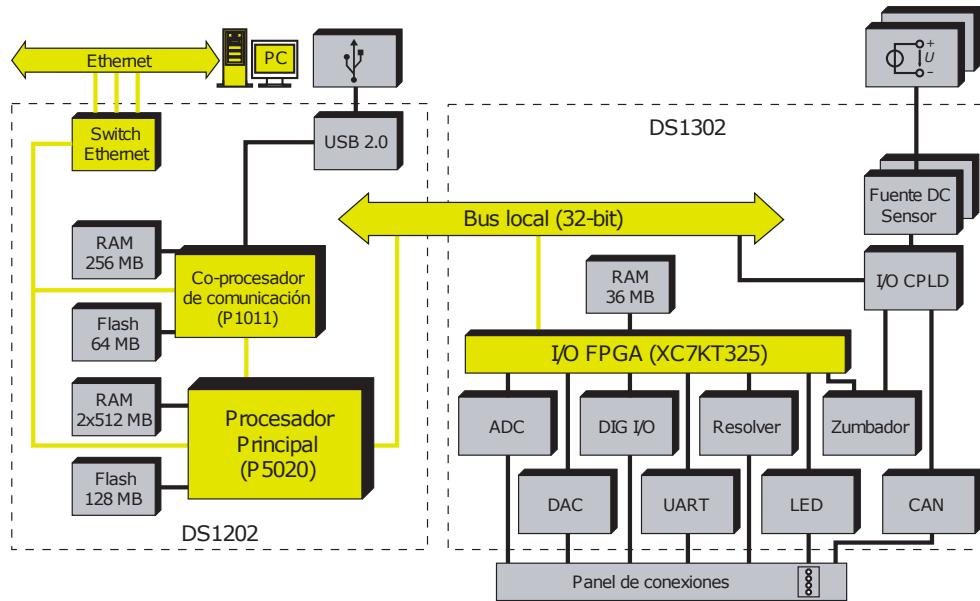 Ethernet
PC
+
U
−
DS1302
Switch
Ethernet
USB 2.0
Fuente DC
Sensor
Bus local (32-bit)
RAM
256 MB
Co-procesador
de comunicación
(P1011)
RAM
36 MB
I/O CPLD
Flash
64 MB
I/O FPGA (XC7KT325)
RAM
2x512 MB
Procesador
Principal
(P5020)
ADC
DIG I/O
Resolver
Zumbador
Flash
128 MB
DAC
UART
LED
CAN
DS1202
Panel de conexiones